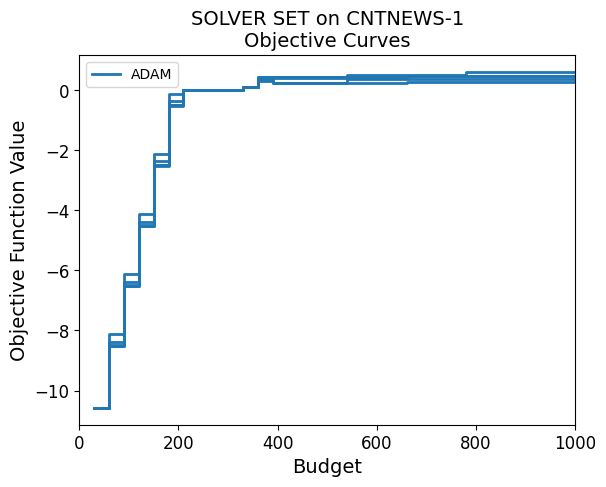 SOLVER SET on CNTNEWS-1
Objective Curves
ADAM
Objective Function Value
0
−2
−4
−6
−8
−10
0 200 400 600 800 1000
Budget